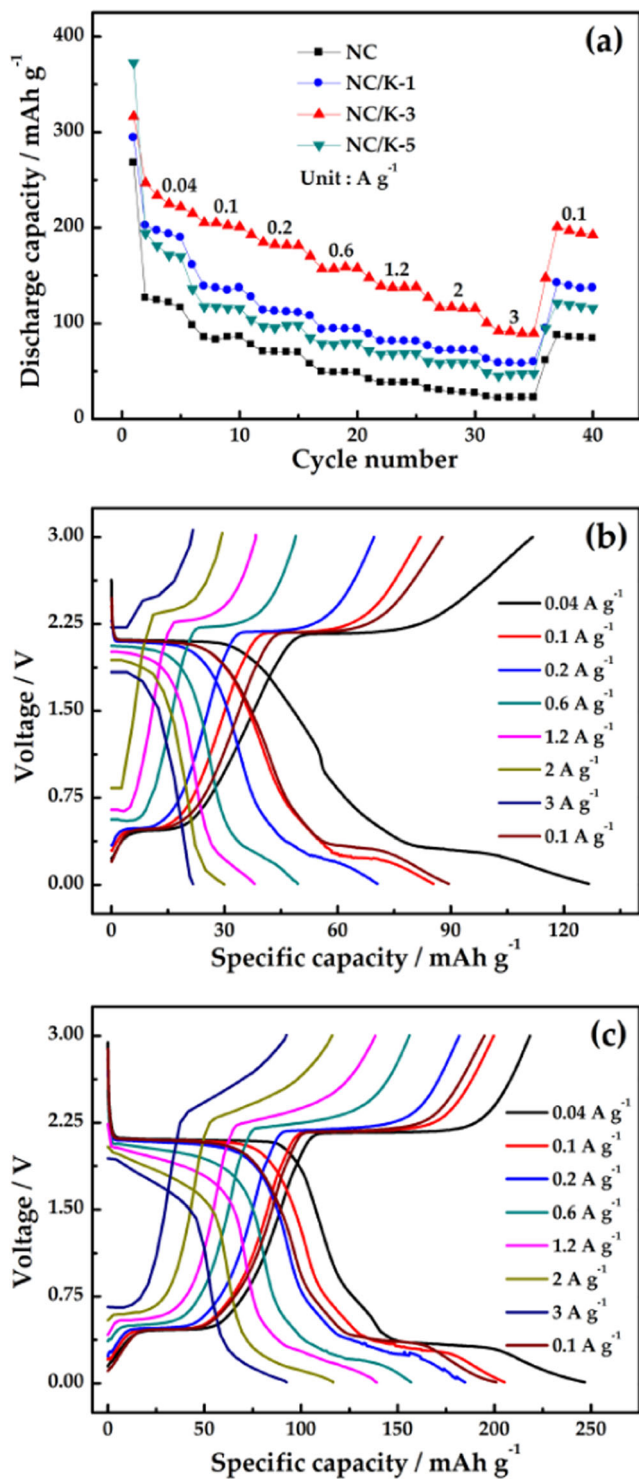 (a)
400
300
200
100
0
Discharge capacity / mAh g-1
NC
NC/K-1
NC/K-3
NC/K-5
Unit : A g-1
0.04
0.1
0.2
0.6
1.2
2
3
0.1
0
10
20
30
40
Cycle number
(b)
3.00
2.25
1.50
0.75
0.00
Voltage / V
0.04 A g-1
0.1 A g-1
0.2 A g-1
0.6 A g-1
1.2 A g-1
2 A g-1
3 A g-1
0.1 A g-1
0
30
60
90
120
Specific capacity / mAh g-1
(c)
3.00
2.25
1.50
0.75
0.00
Voltage / V
0.04 A g-1
0.1 A g-1
0.2 A g-1
0.6 A g-1
1.2 A g-1
2 A g-1
3 A g-1
0.1 A g-1
0
50
100
150
200
250
Specific capacity / mAh g-1